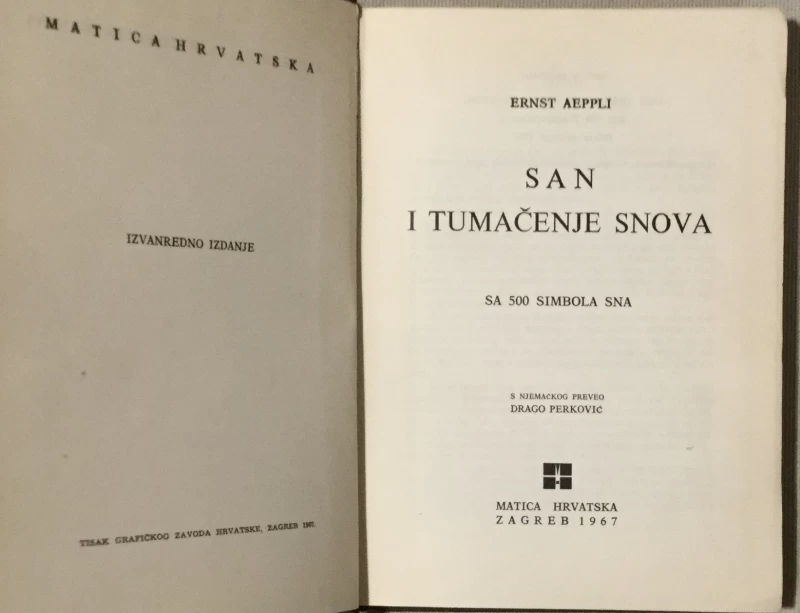 MATICA HRVATSKA
IZVANREDNO IZDANJE
TISAK GRAFIČKOG ZAVODA HRVATSKE, ZAGREB 1967.
ERNST AEPPLI
SAN
I TUMAČENJE SNOVA
SA 500 SIMBOLA SNA
S NJEMAČKOG PREVEO
DRAGO PERKOVIĆ
MATICA HRVATSKA
ZAGREB 1967